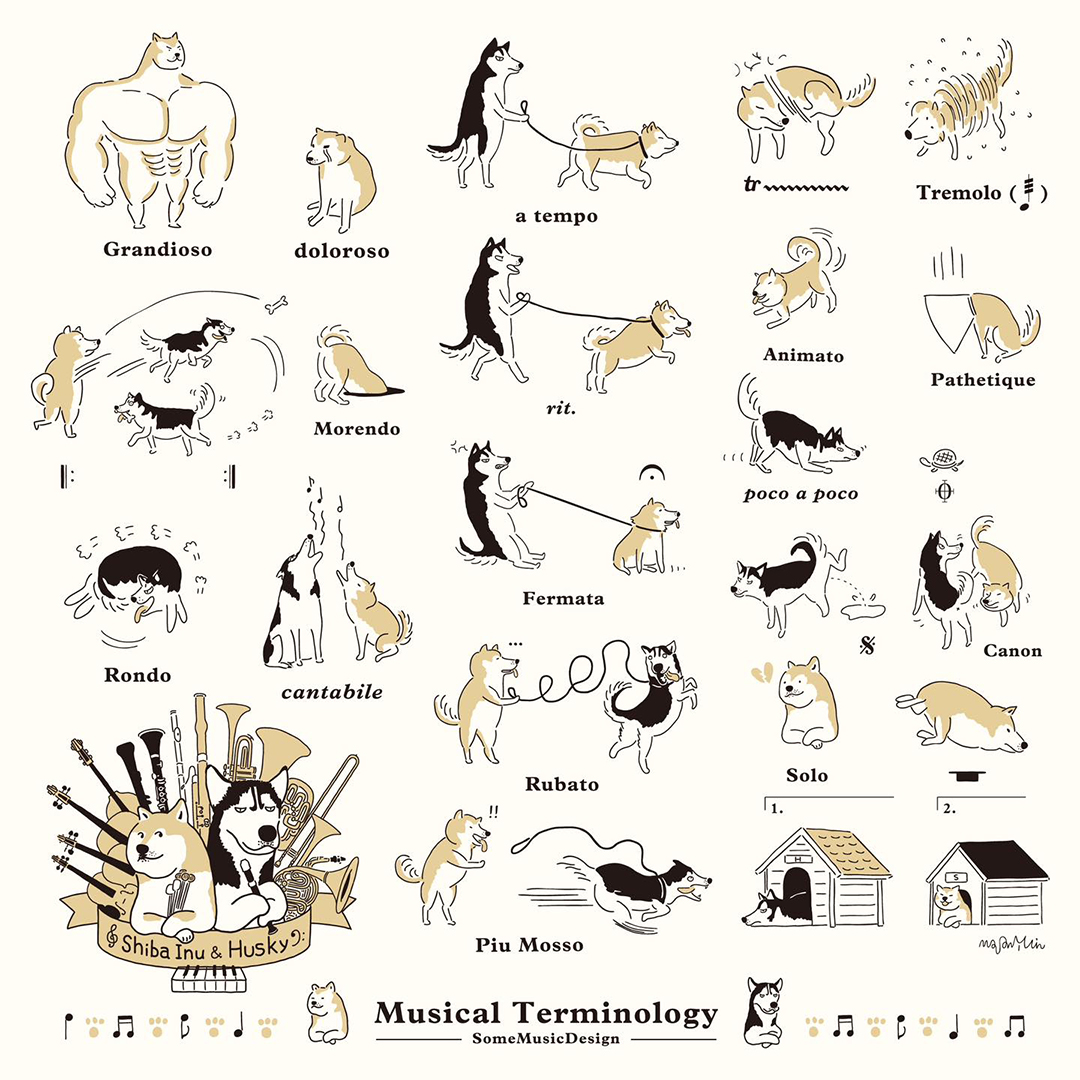 Grandioso
doloroso
a tempo
tr
Tremolo ( )
Morendo
rit.
Animato
Pathetique
poco a poco
Rondo
cantabile
Fermata
Canon
Rubato
Solo
Piu Mosso
1.
2.
H
S
...
!!
Shiba Inu & Husky
Musical Terminology
SomeMusicDesign